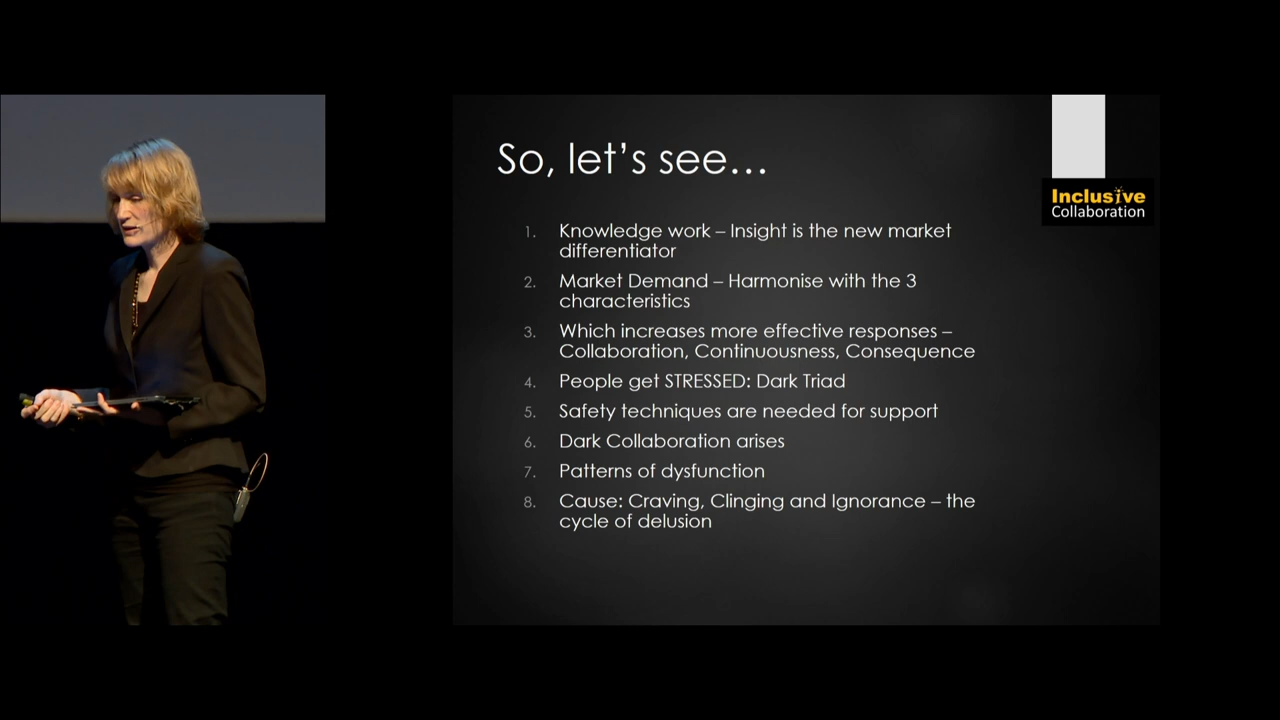 So, let's see...
Inclusive
Collaboration
1. Knowledge work – Insight is the new market
differentiator
2. Market Demand – Harmonise with the 3
characteristics
3. Which increases more effective responses –
Collaboration, Continuousness, Consequence
4. People get STRESSED: Dark Triad
5. Safety techniques are needed for support
6. Dark Collaboration arises
7. Patterns of dysfunction
8. Cause: Craving, Clinging and Ignorance – the
cycle of delusion